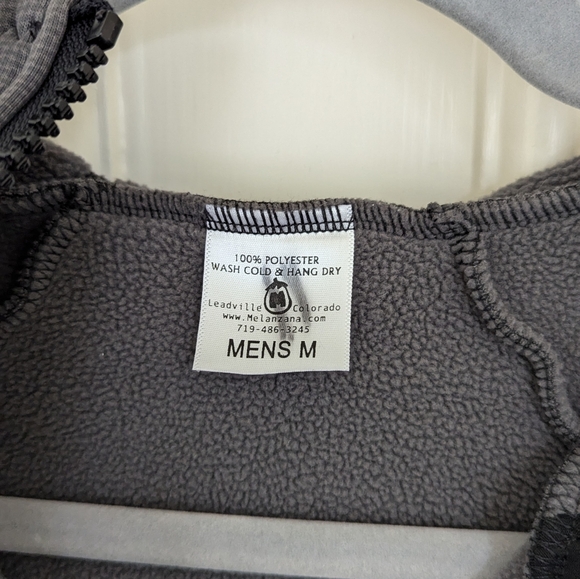 100% POLYESTER
WASH COLD & HANG DRY
M
Leadville Colorado
www.Melanzana.com
719-486-3245
MENS M